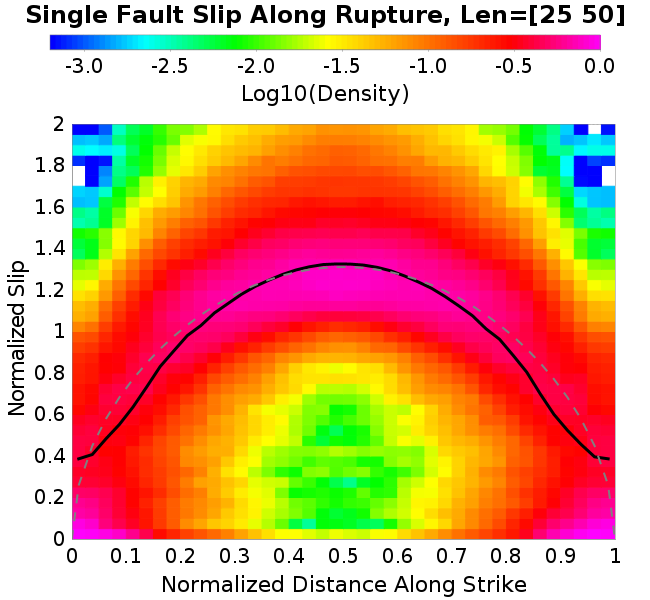 Single Fault Slip Along Rupture, Len=[25 50]
-3.0 -2.5 -2.0 -1.5 -1.0 -0.5 0.0
Log10(Density)
2
1.8
1.6
1.4
1.2
1
0.8
0.6
0.4
0.2
0
Normalized Slip
0 0.1 0.2 0.3 0.4 0.5 0.6 0.7 0.8 0.9 1
Normalized Distance Along Strike